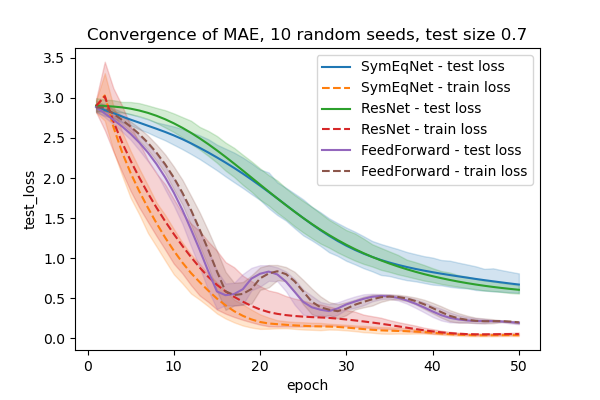 Convergence of MAE, 10 random seeds, test size 0.7
SymEqNet - test loss
SymEqNet - train loss
ResNet - test loss
ResNet - train loss
FeedForward - test loss
FeedForward - train loss
test_loss
3.5
3.0
2.5
2.0
1.5
1.0
0.5
0.0
0 10 20 30 40 50
epoch